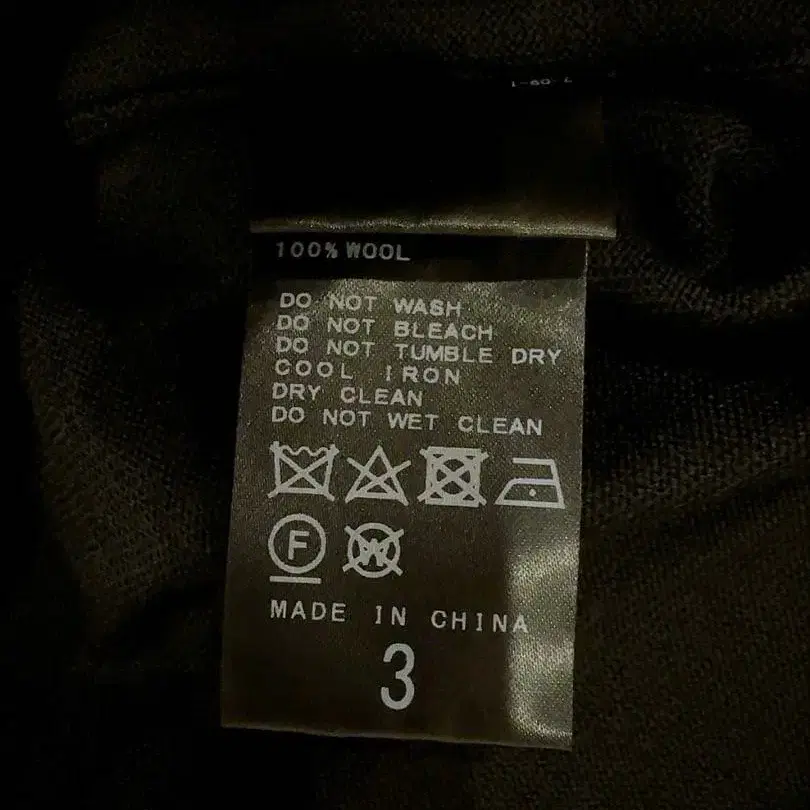 100% WOOL
DO NOT WASH
DO NOT BLEACH
DO NOT TUMBLE DRY
COOL IRON
DRY CLEAN
DO NOT WET CLEAN
F W
MADE IN CHINA
3